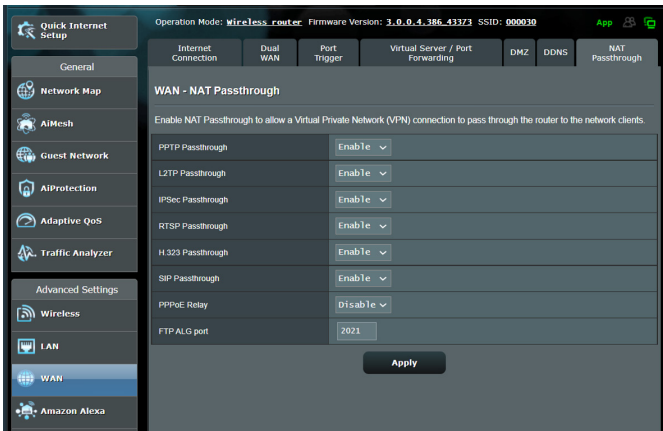 Quick Internet
Setup
Operation Mode: Wireless router Firmware Version: 3.0.0.4.386_43373 SSID: 000030
App
Internet
Connection
Dual
WAN
Port
Trigger
Virtual Server / Port
Forwarding
DMZ
DDNS
NAT
Passthrough
General
Network Map
AiMesh
Guest Network
AiProtection
Adaptive QoS
Traffic Analyzer
Advanced Settings
Wireless
LAN
WAN
Amazon Alexa
WAN - NAT Passthrough
Enable NAT Passthrough to allow a Virtual Private Network (VPN) connection to pass through the router to the network clients.
PPTP Passthrough Enable
L2TP Passthrough Enable
IPSec Passthrough Enable
RTSP Passthrough Enable
H.323 Passthrough Enable
SIP Passthrough Enable
PPPoE Relay Disable
FTP ALG port 2021
Apply